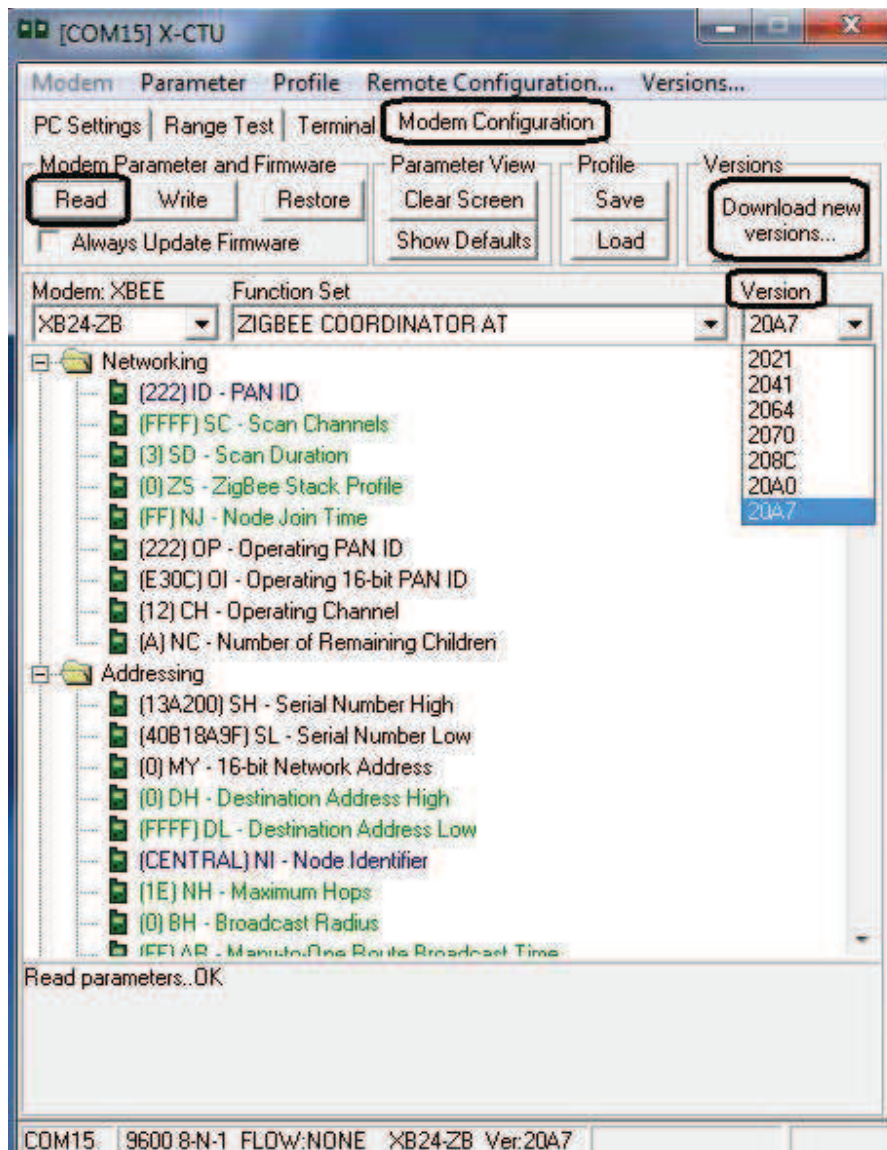 [COM15] X-CTU
Modem Parameter Profile Remote Configuration... Versions...
PC Settings Range Test Terminal Modem Configuration
Modem Parameter and Firmware Parameter View Profile Versions
Read Write Restore Clear Screen Save Download new versions...
Always Update Firmware Show Defaults Load
Modem: XBEE Function Set Version
XB24-ZB ZIGBEE COORDINATOR AT 20A7
2021
2041
2064
2070
208C
20A0
20A7
Networking
(222) ID - PAN ID
(FFFF) SC - Scan Channels
(3) SD - Scan Duration
(0) ZS - ZigBee Stack Profile
(FF) NJ - Node Join Time
(222) OP - Operating PAN ID
(E30C) OI - Operating 16-bit PAN ID
(12) CH - Operating Channel
(A) NC - Number of Remaining Children
Addressing
(13A200) SH - Serial Number High
(40B18A9F) SL - Serial Number Low
(0) MY - 16-bit Network Address
(0) DH - Destination Address High
(FFFF) DL - Destination Address Low
(CENTRAL) NI - Node Identifier
(1E) NH - Maximum Hops
(0) BH - Broadcast Radius
(FF) AR - Many-to-One Route Broadcast Time
Read parameters..OK
COM15 9600 8-N-1 FLOW:NONE XB24-ZB Ver:20A7